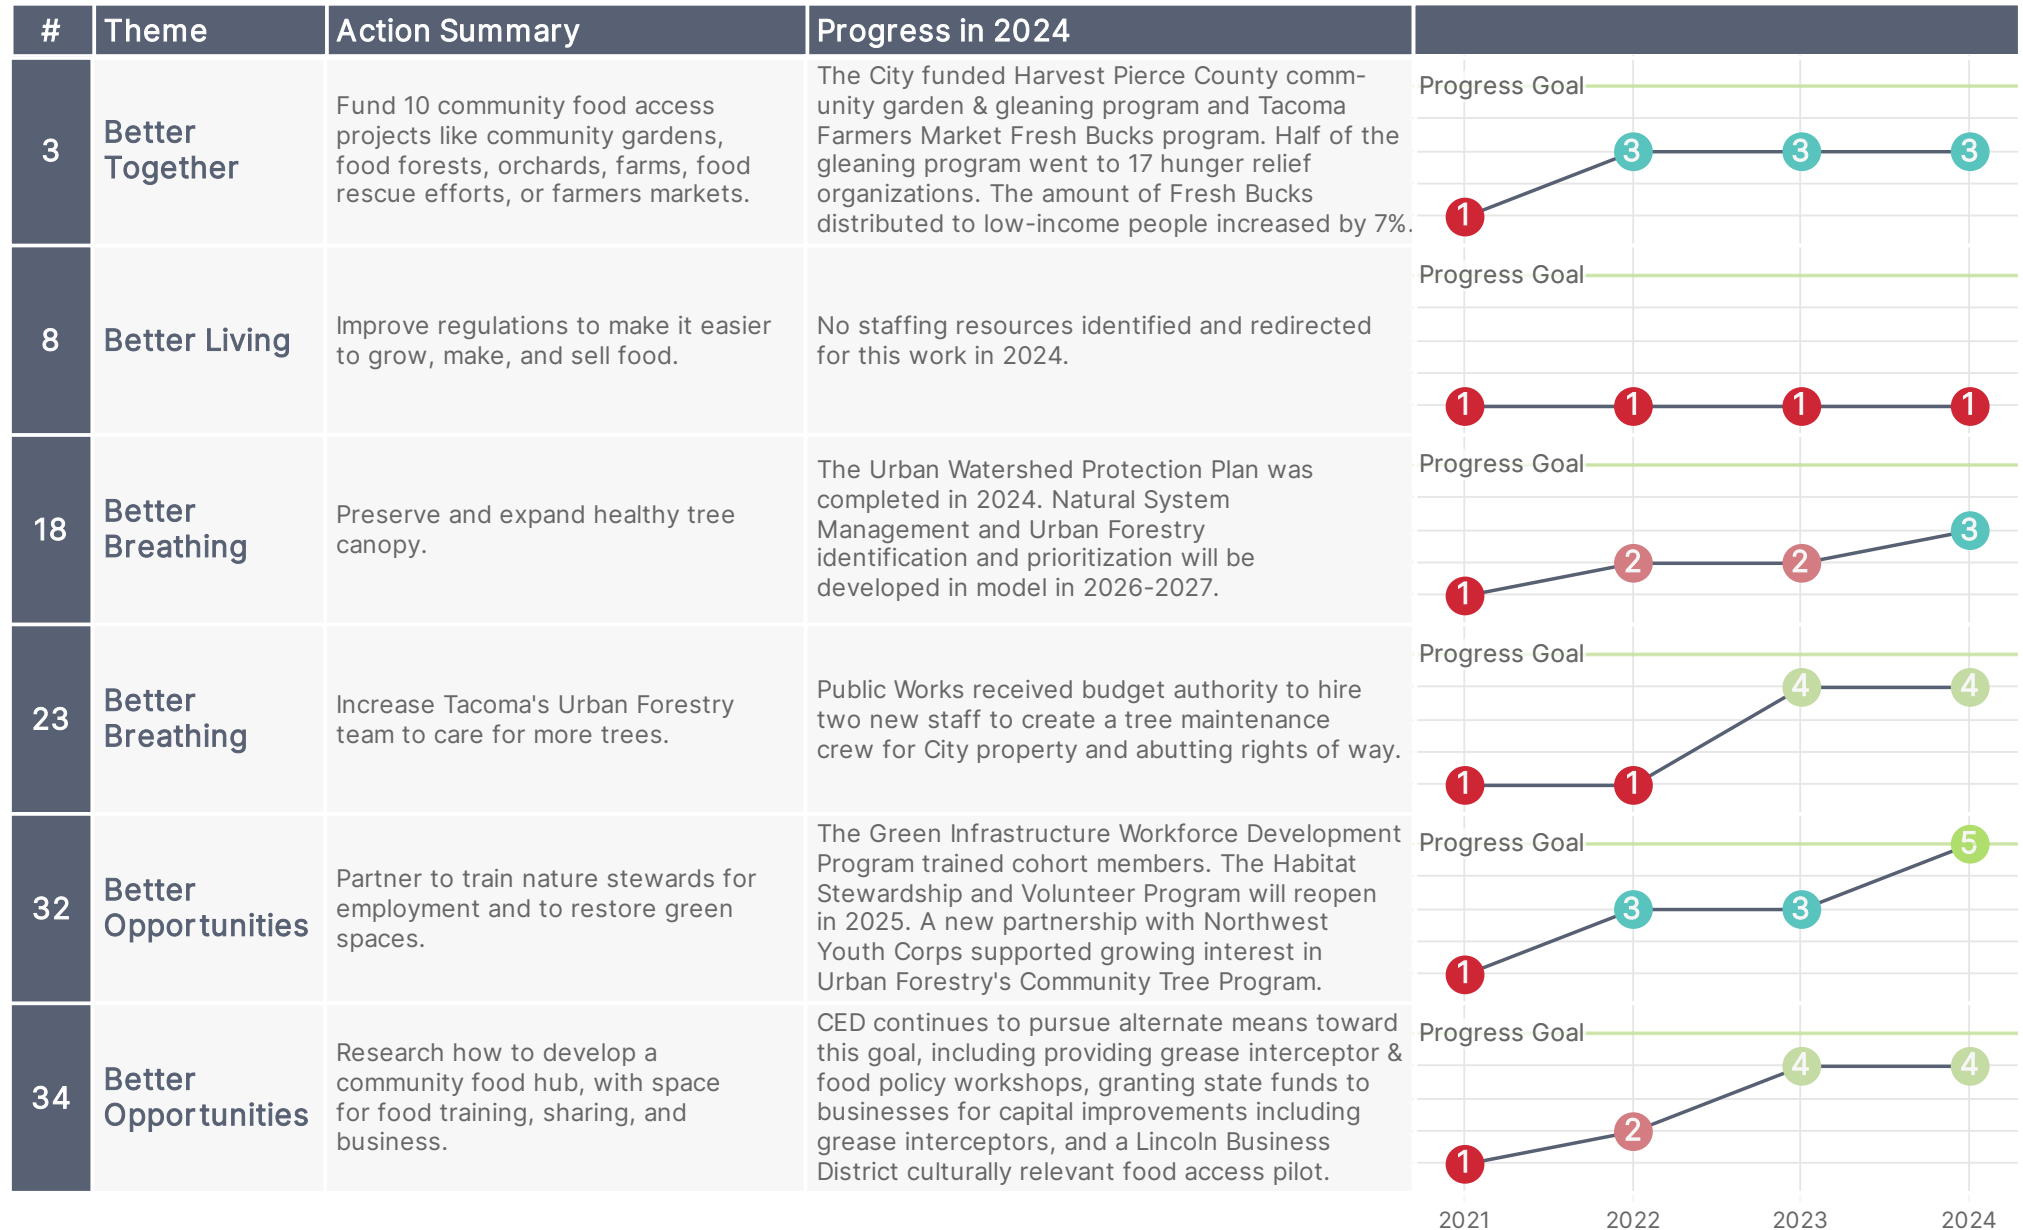 # Theme Action Summary Progress in 2024
3
Better
Together
Fund 10 community food access
projects like community gardens,
food forests, orchards, farms, food
rescue efforts, or farmers markets.
The City funded Harvest Pierce County comm-
unity garden & gleaning program and Tacoma
Farmers Market Fresh Bucks program. Half of the
gleaning program went to 17 hunger relief
organizations. The amount of Fresh Bucks
distributed to low-income people increased by 7%.
Progress Goal
1 3 3 3
8
Better Living
Improve regulations to make it easier
to grow, make, and sell food.
No staffing resources identified and redirected
for this work in 2024.
Progress Goal
1 1 1 1
18
Better
Breathing
Preserve and expand healthy tree
canopy.
The Urban Watershed Protection Plan was
completed in 2024. Natural System
Management and Urban Forestry
identification and prioritization will be
developed in model in 2026-2027.
Progress Goal
1 2 2 3
23
Better
Breathing
Increase Tacoma's Urban Forestry
team to care for more trees.
Public Works received budget authority to hire
two new staff to create a tree maintenance
crew for City property and abutting rights of way.
Progress Goal
1 1 4 4
32
Better
Opportunities
Partner to train nature stewards for
employment and to restore green
spaces.
The Green Infrastructure Workforce Development
Program trained cohort members. The Habitat
Stewardship and Volunteer Program will reopen
in 2025. A new partnership with Northwest
Youth Corps supported growing interest in
Urban Forestry's Community Tree Program.
Progress Goal
1 3 3 5
34
Better
Opportunities
Research how to develop a
community food hub, with space
for food training, sharing, and
business.
CED continues to pursue alternate means toward
this goal, including providing grease interceptor &
food policy workshops, granting state funds to
businesses for capital improvements including
grease interceptors, and a Lincoln Business
District culturally relevant food access pilot.
Progress Goal
1 2 4 4
2021 2022 2023 2024